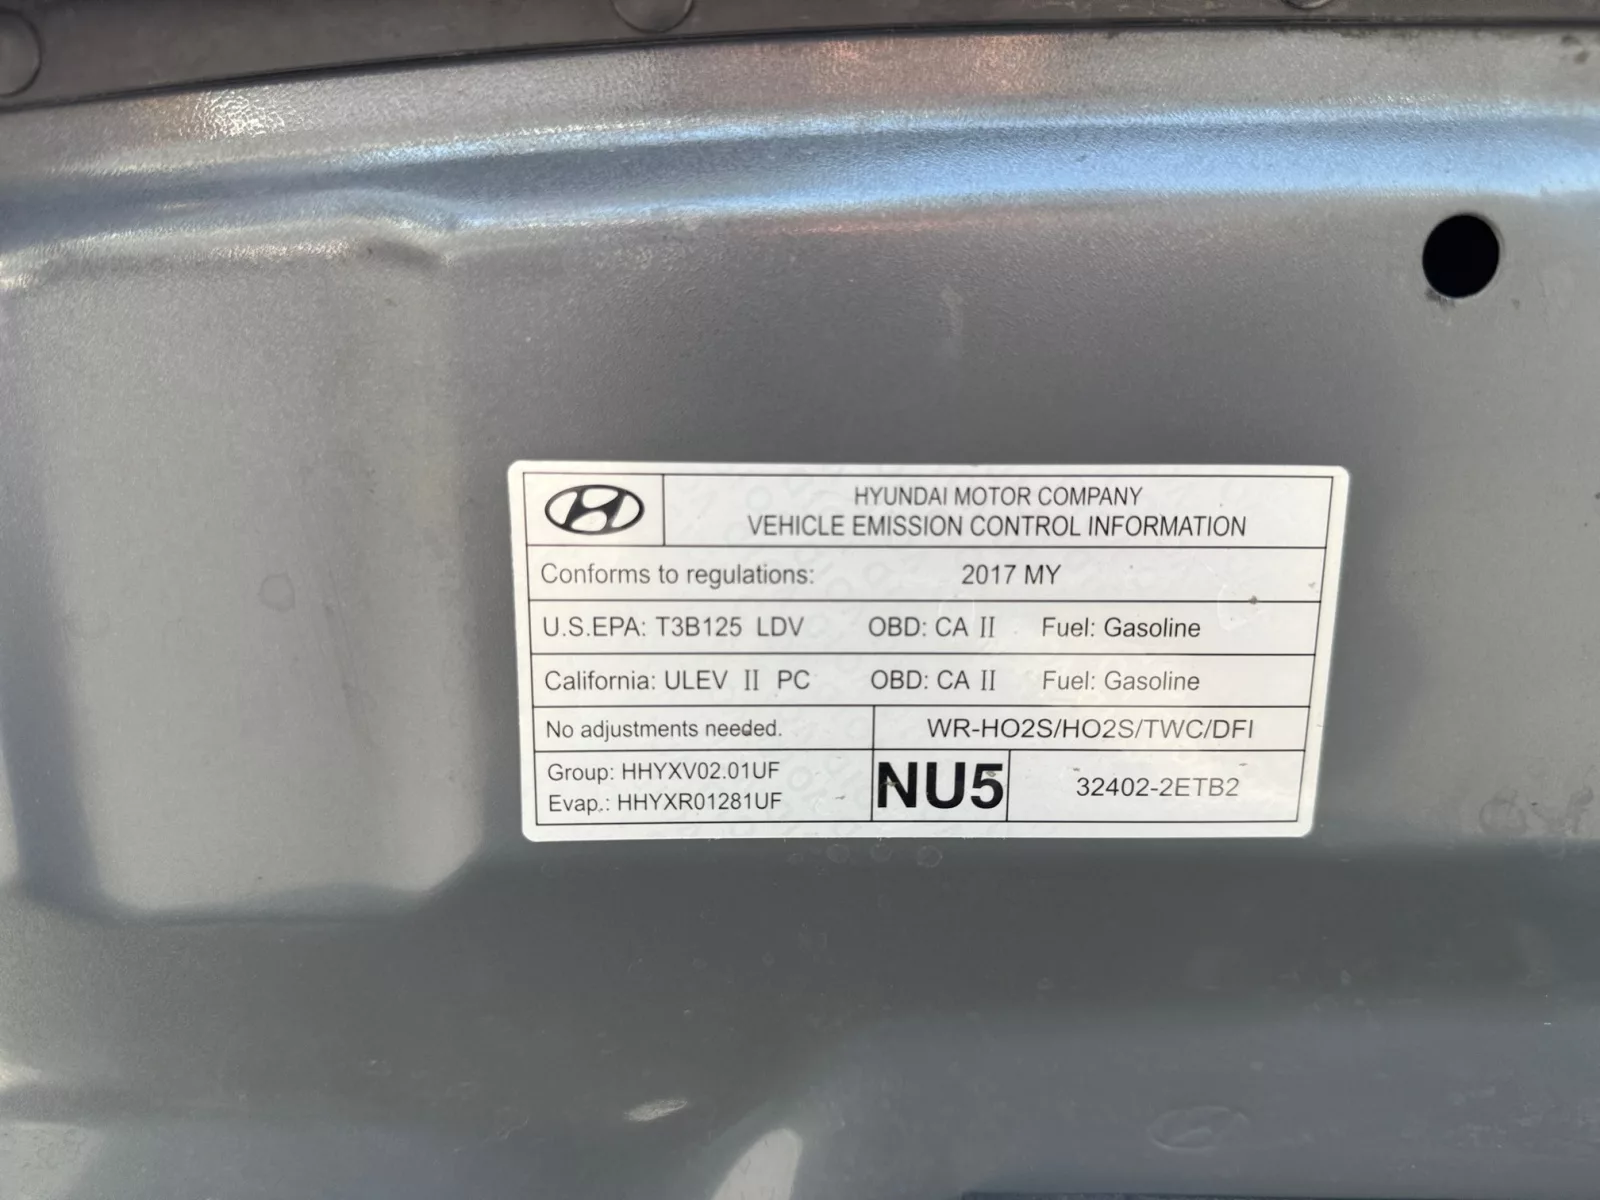 HYUNDAI MOTOR COMPANY
VEHICLE EMISSION CONTROL INFORMATION
Conforms to regulations: 2017 MY
U.S.EPA: T3B125 LDV OBD: CA II Fuel: Gasoline
California: ULEV II PC OBD: CA II Fuel: Gasoline
No adjustments needed. WR-HO2S/HO2S/TWC/DFI
Group: HHYXV02.01UF
Evap.: HHYXR01281UF
NU5
32402-2ETB2